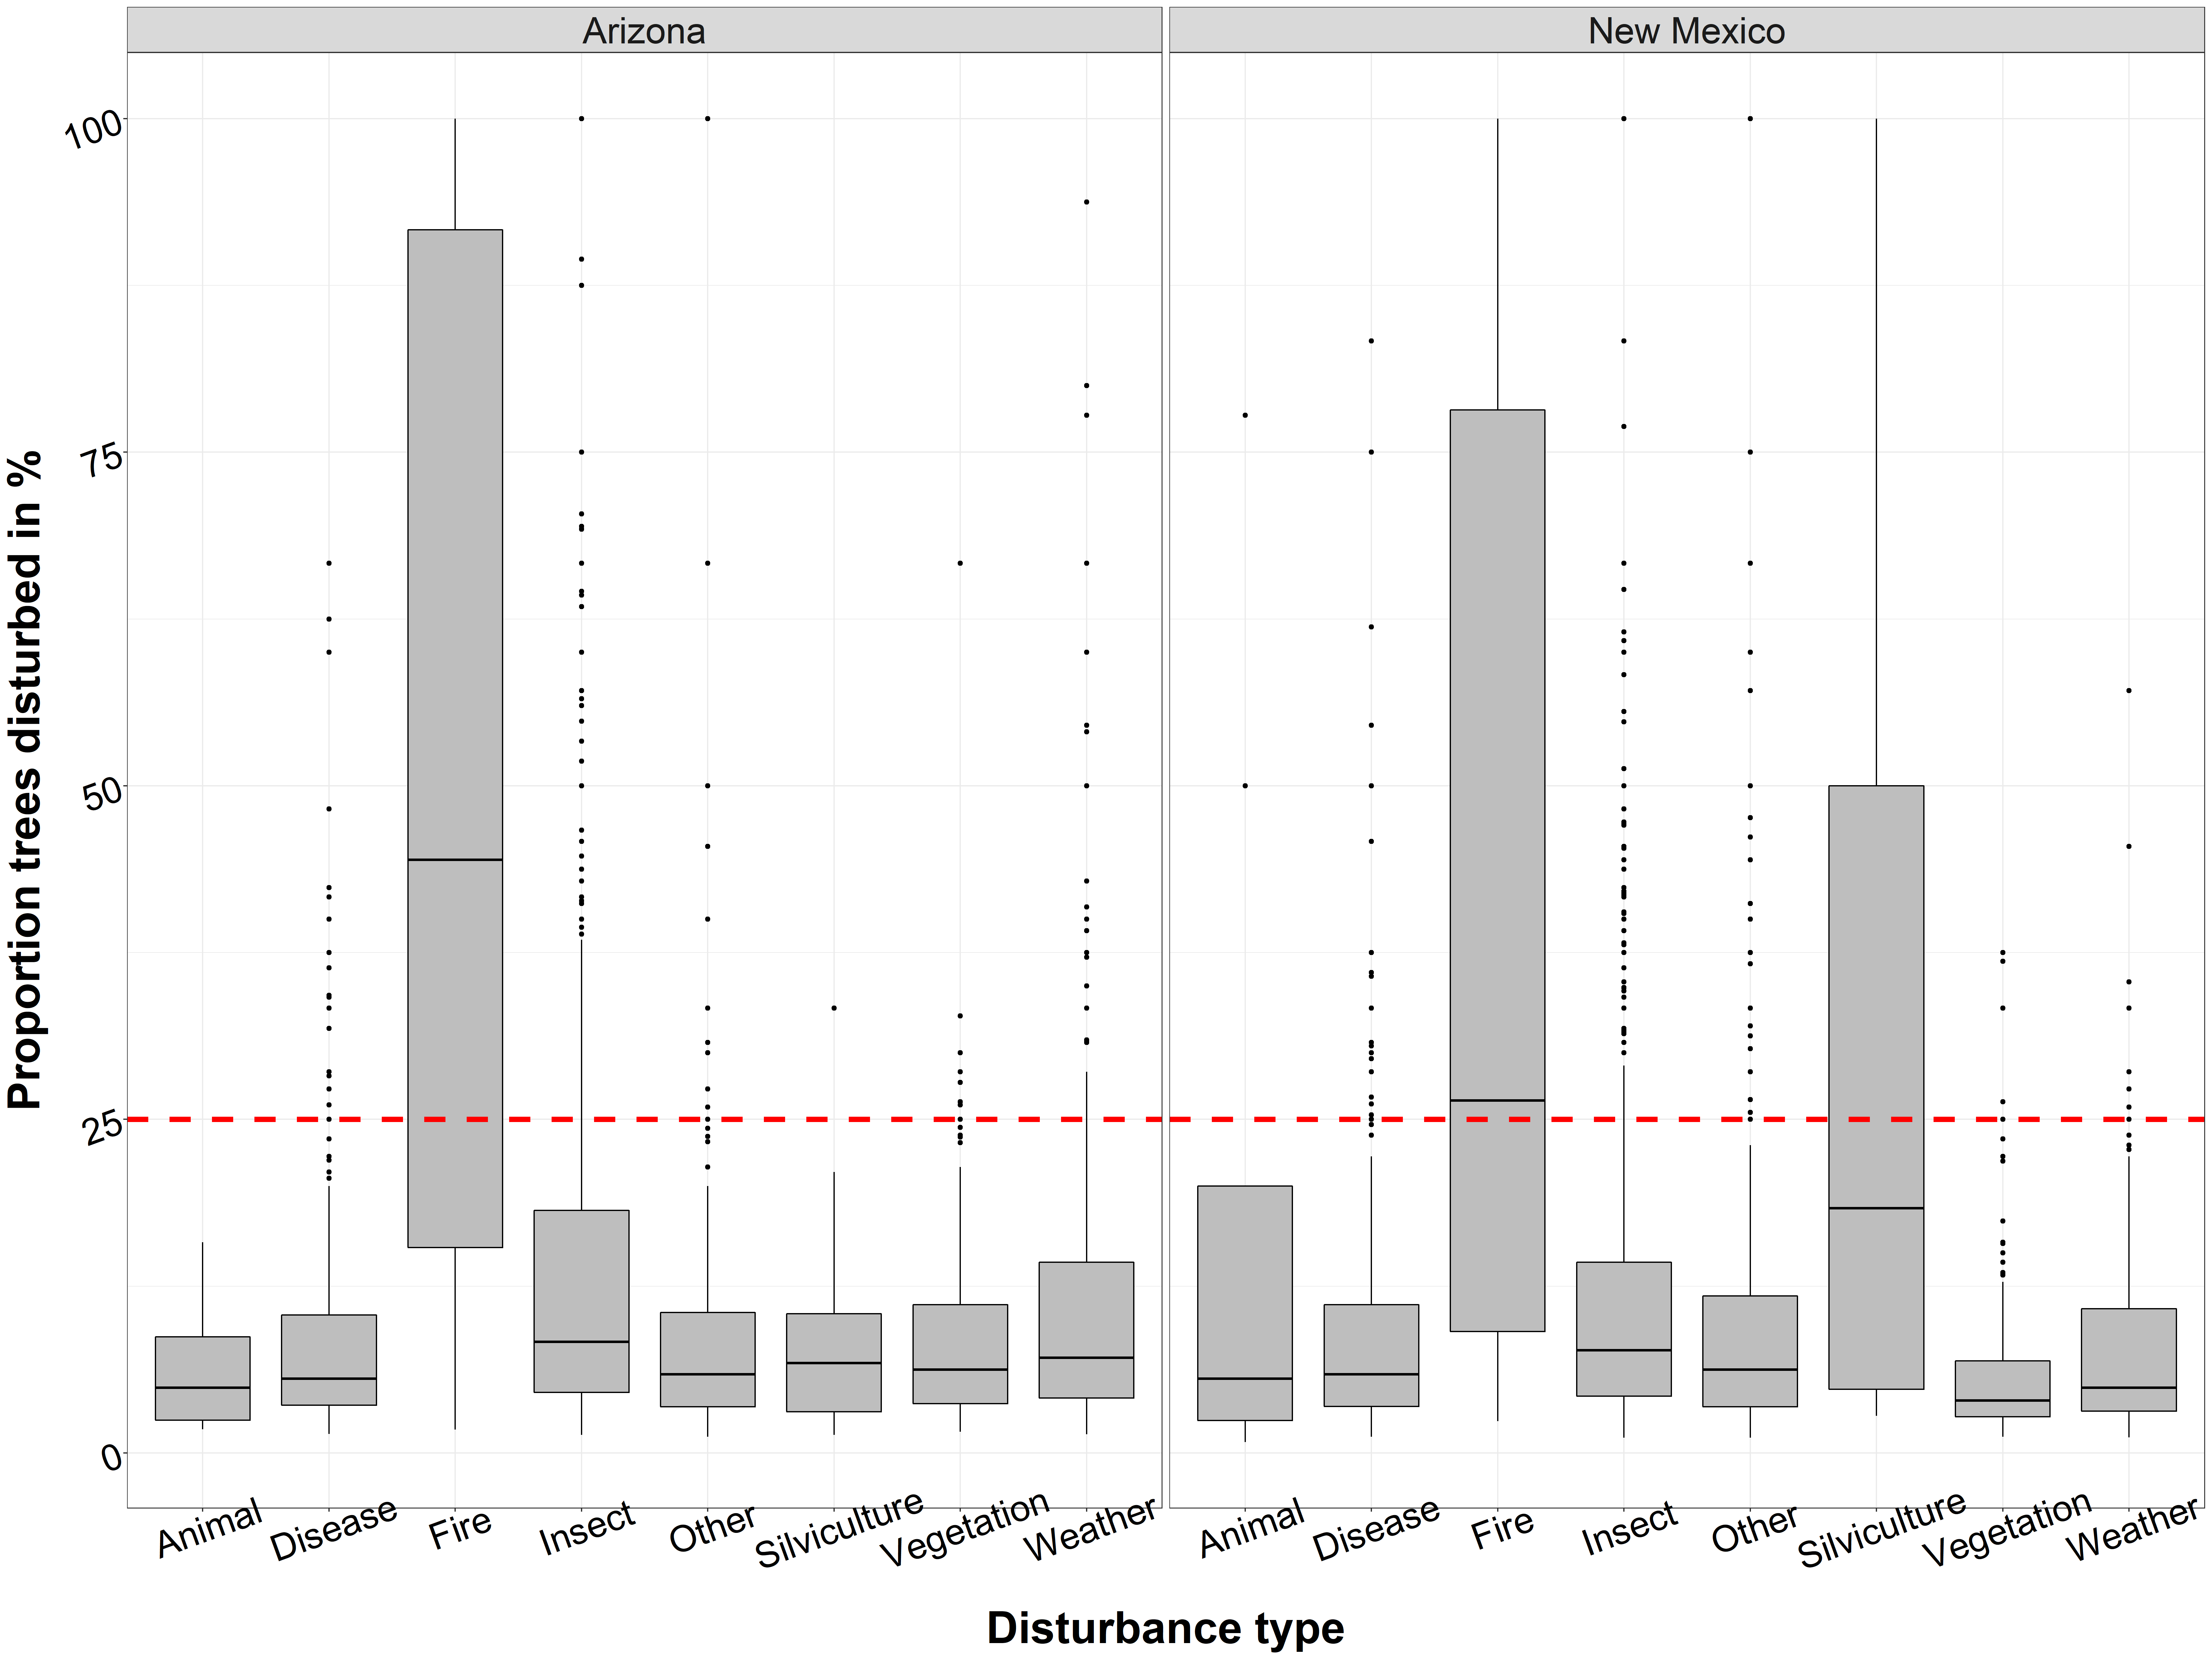 Arizona
New Mexico
Proportion trees disturbed in %
100
75
50
25
0
Animal Disease Fire Insect Other Silviculture Vegetation Weather
Animal Disease Fire Insect Other Silviculture Vegetation Weather
Disturbance type